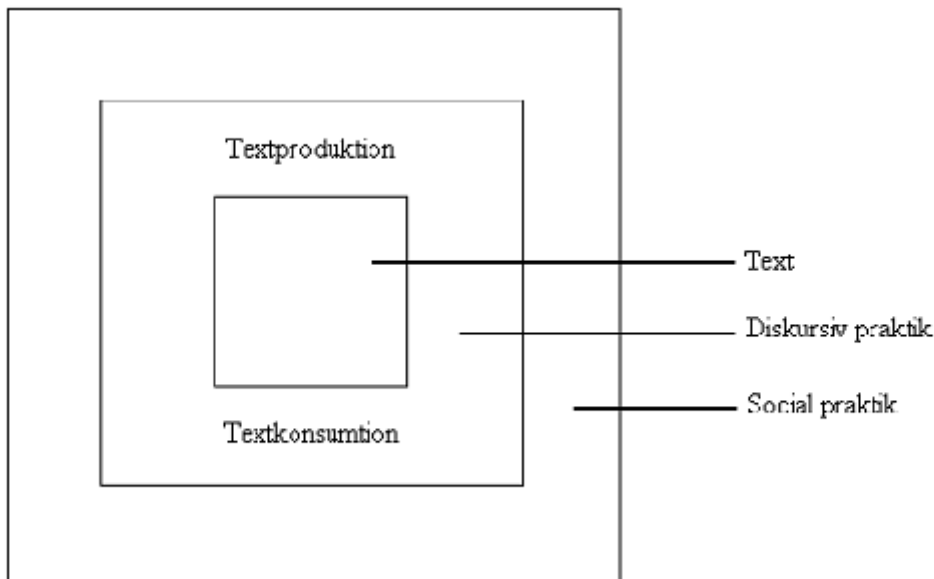 Textproduktion
Text
Diskursiv praktik
Social praktik
Textkonsumtion